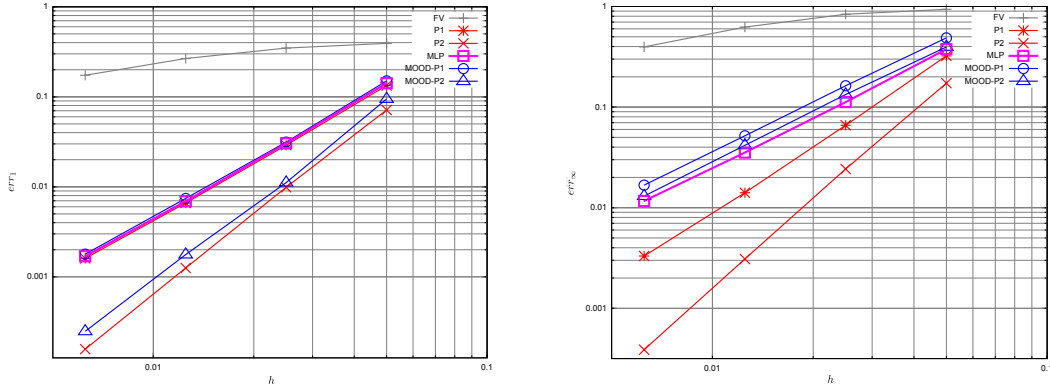 1
0.1
0.01
0.001
0.01
0.1
err₁
h
FV
P1
P2
MLP
MOOD-P1
MOOD-P2
1
0.1
0.01
0.001
0.01
0.1
err∞
h
FV
P1
P2
MLP
MOOD-P1
MOOD-P2